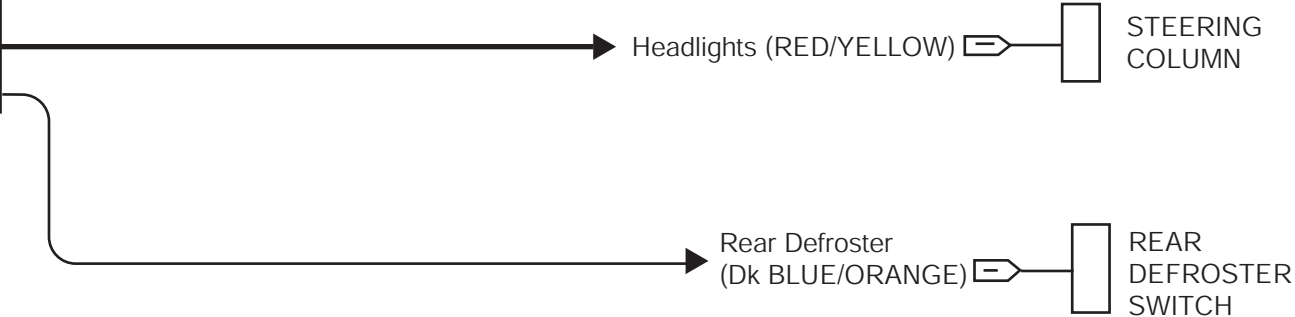 Headlights (RED/YELLOW)
STEERING
COLUMN
Rear Defroster
(Dk BLUE/ORANGE)
REAR
DEFROSTER
SWITCH